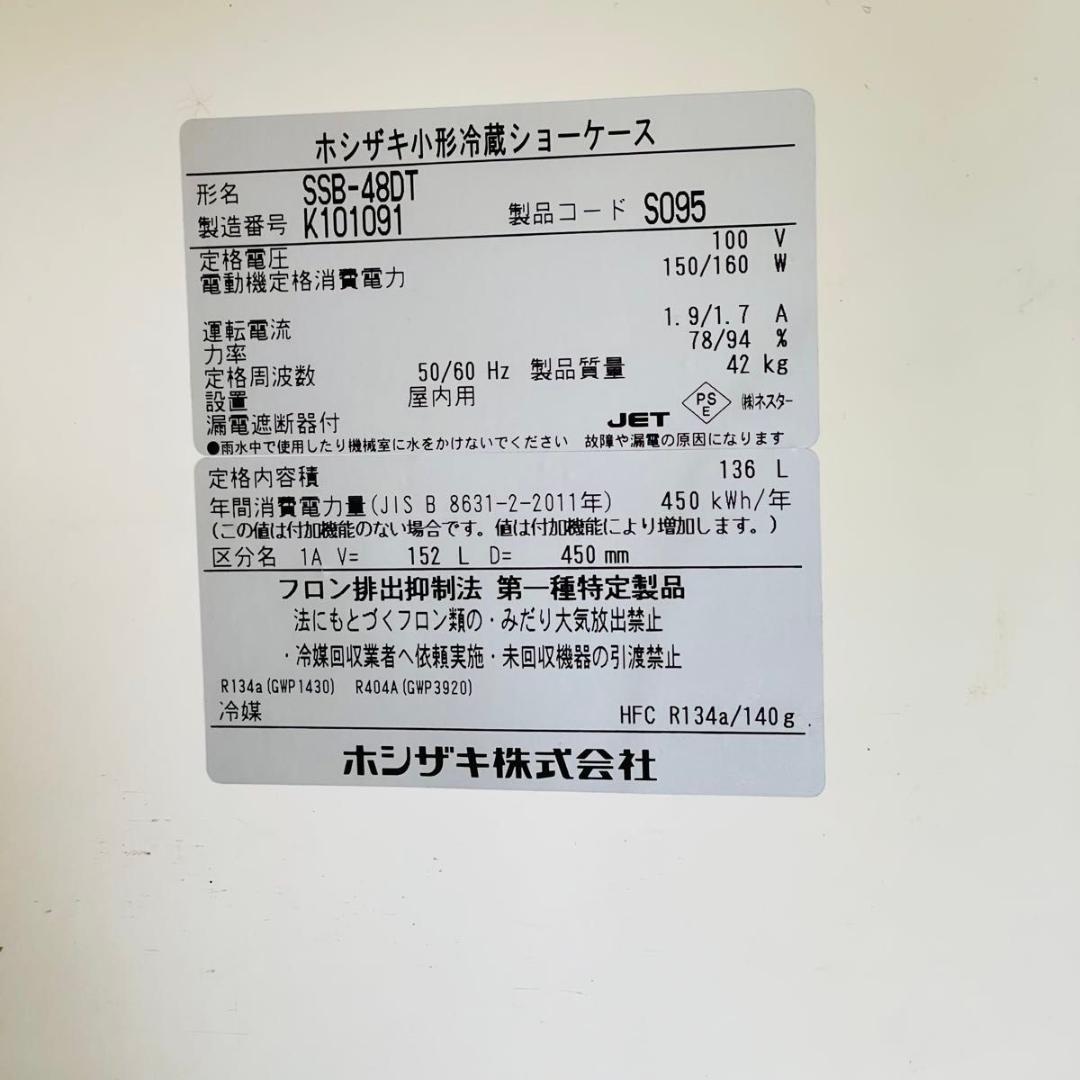 ホシザキ小形冷蔵ショーケース
形名 SSB-48DT
製造番号 K101091 製品コード S095
定格電圧 100 V
電動機定格消費電力 150/160 W
運転電流 1.9/1.7 A
力率 78/94 %
定格周波数 50/60 Hz 製品質量 42 kg
設置 屋内用
漏電遮断器付 JET PSE ㈱ネスター
●雨水中で使用したり機械室に水をかけないでください 故障や漏電の原因になります
定格内容積 136 L
年間消費電力量(JIS B 8631-2-2011年) 450 kWh/年
(この値は付加機能のない場合です。値は付加機能により増加します。)
区分名 1A V= 152 L D= 450 mm
フロン排出抑制法 第一種特定製品
法にもとづくフロン類の・みだり大気放出禁止
・冷媒回収業者へ依頼実施・未回収機器の引渡禁止
R134a(GWP1430) R404A(GWP3920)
冷媒 HFC R134a/140g
ホシザキ株式会社